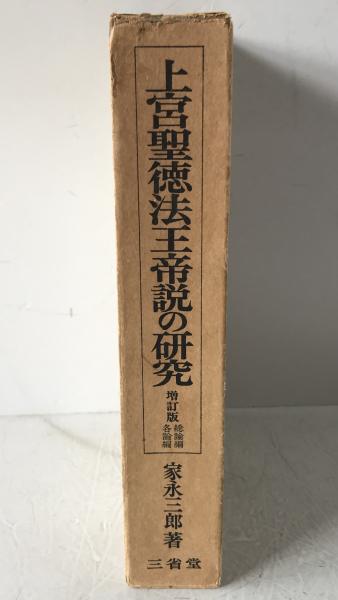 上宮聖徳法王帝説の研究
増訂版
総論編
各論編
家永三郎著
三省堂